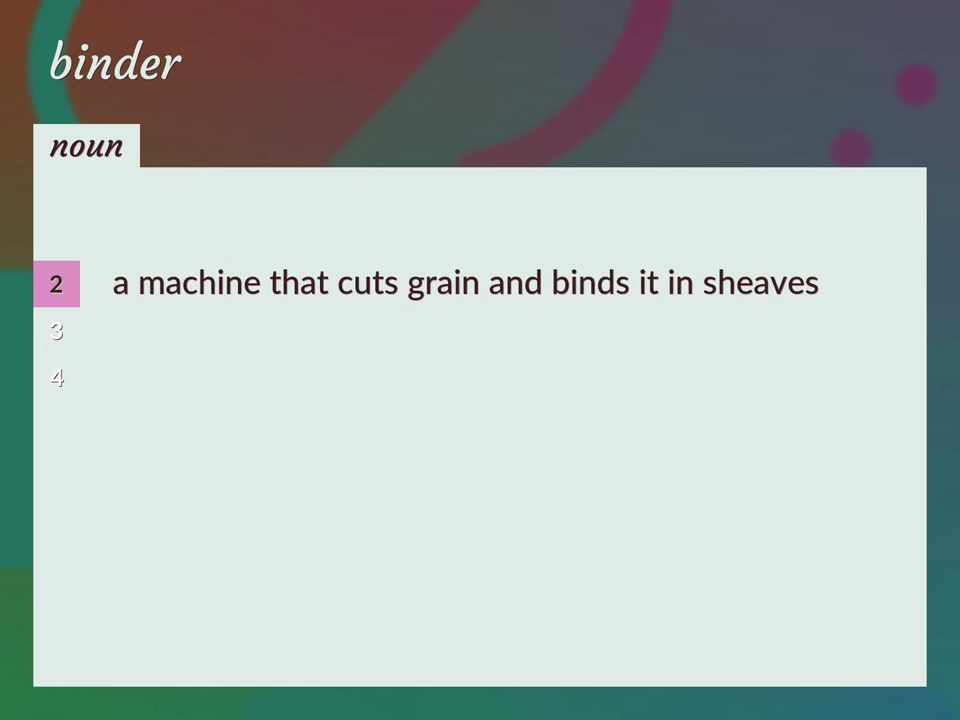 binder
noun
2 a machine that cuts grain and binds it in sheaves
3
4